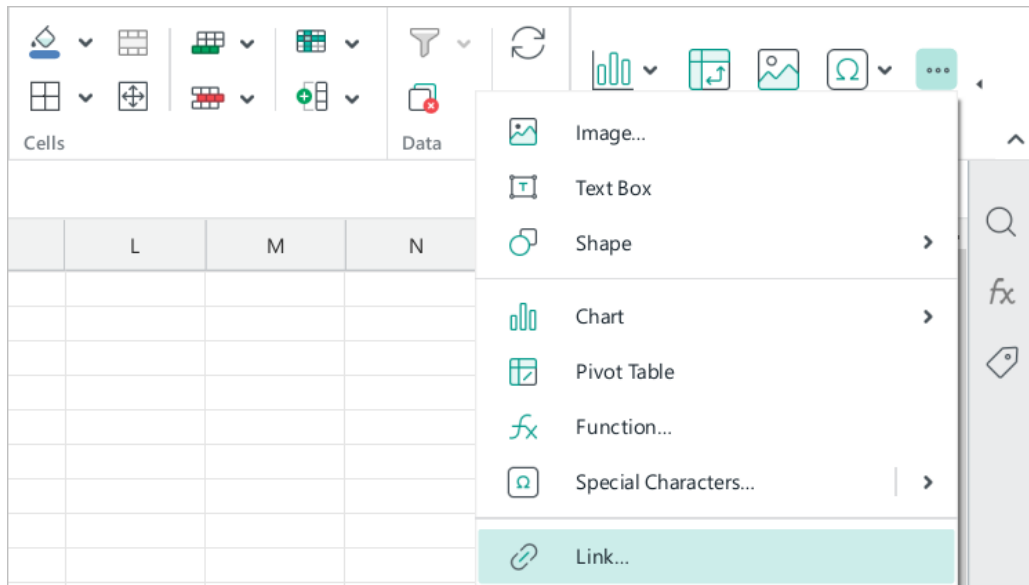 Cells
Data
Image...
Text Box
L M N
Shape
Chart
Pivot Table
Function...
Special Characters...
Link...